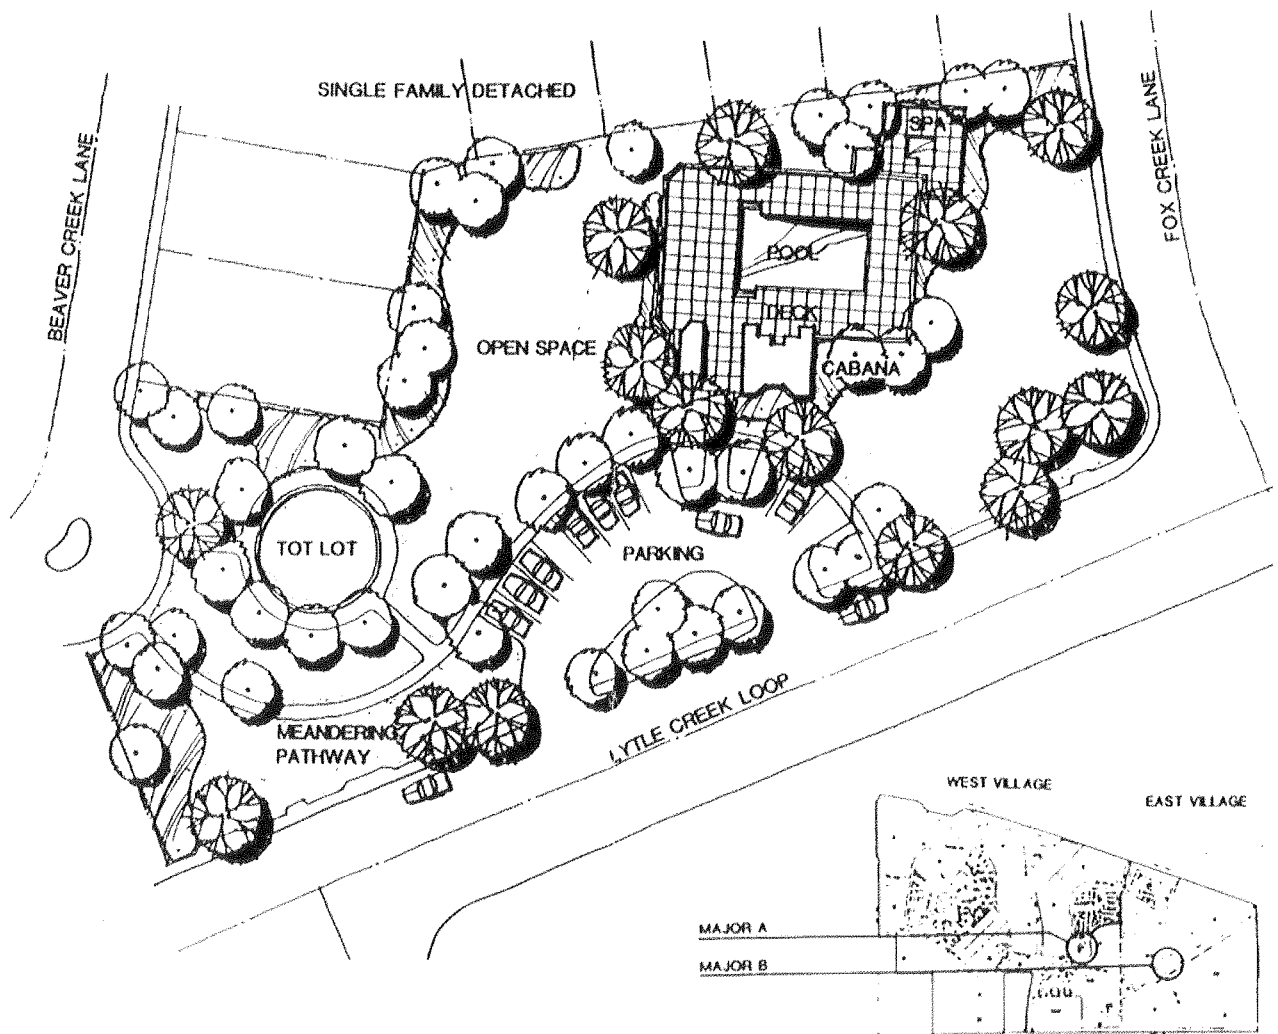 SINGLE FAMILY DETACHED
SPA
BEAVER CREEK LANE
FOX CREEK LANE
POOL
DECK
OPEN SPACE
CABANA
TOT LOT
PARKING
LYTLE CREEK LOOP
MEANDERING
PATHWAY
WEST VILLAGE
EAST VILLAGE
MAJOR A
MAJOR B